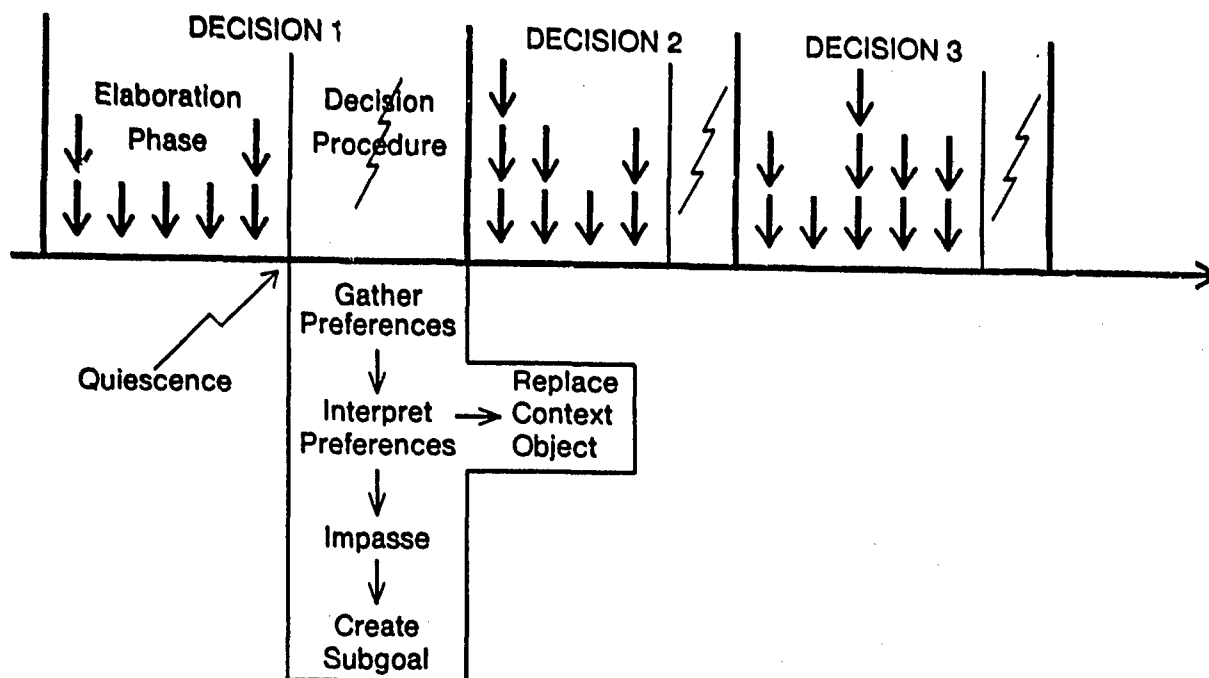 DECISION 1
DECISION 2
DECISION 3
Elaboration
Phase
Decision
Procedure
Quiescence
Gather
Preferences
Interpret
Preferences
Replace
Context
Object
Impasse
Create
Subgoal